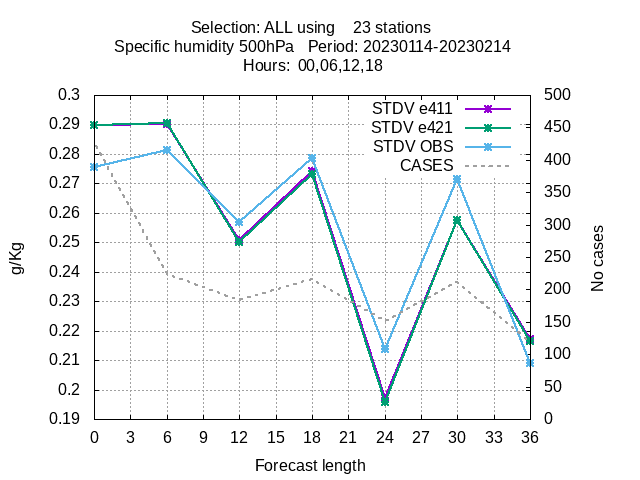 Selection: ALL using    23 stations
Specific humidity 500hPa   Period: 20230114-20230214
Hours:  00,06,12,18
0.3
0.29
0.28
0.27
0.26
0.25
0.24
0.23
0.22
0.21
0.2
0.19
g/Kg
STDV e411
STDV e421
STDV OBS
CASES
500
450
400
350
300
250
200
150
100
50
0
No cases
0 3 6 9 12 15 18 21 24 27 30 33 36
Forecast length